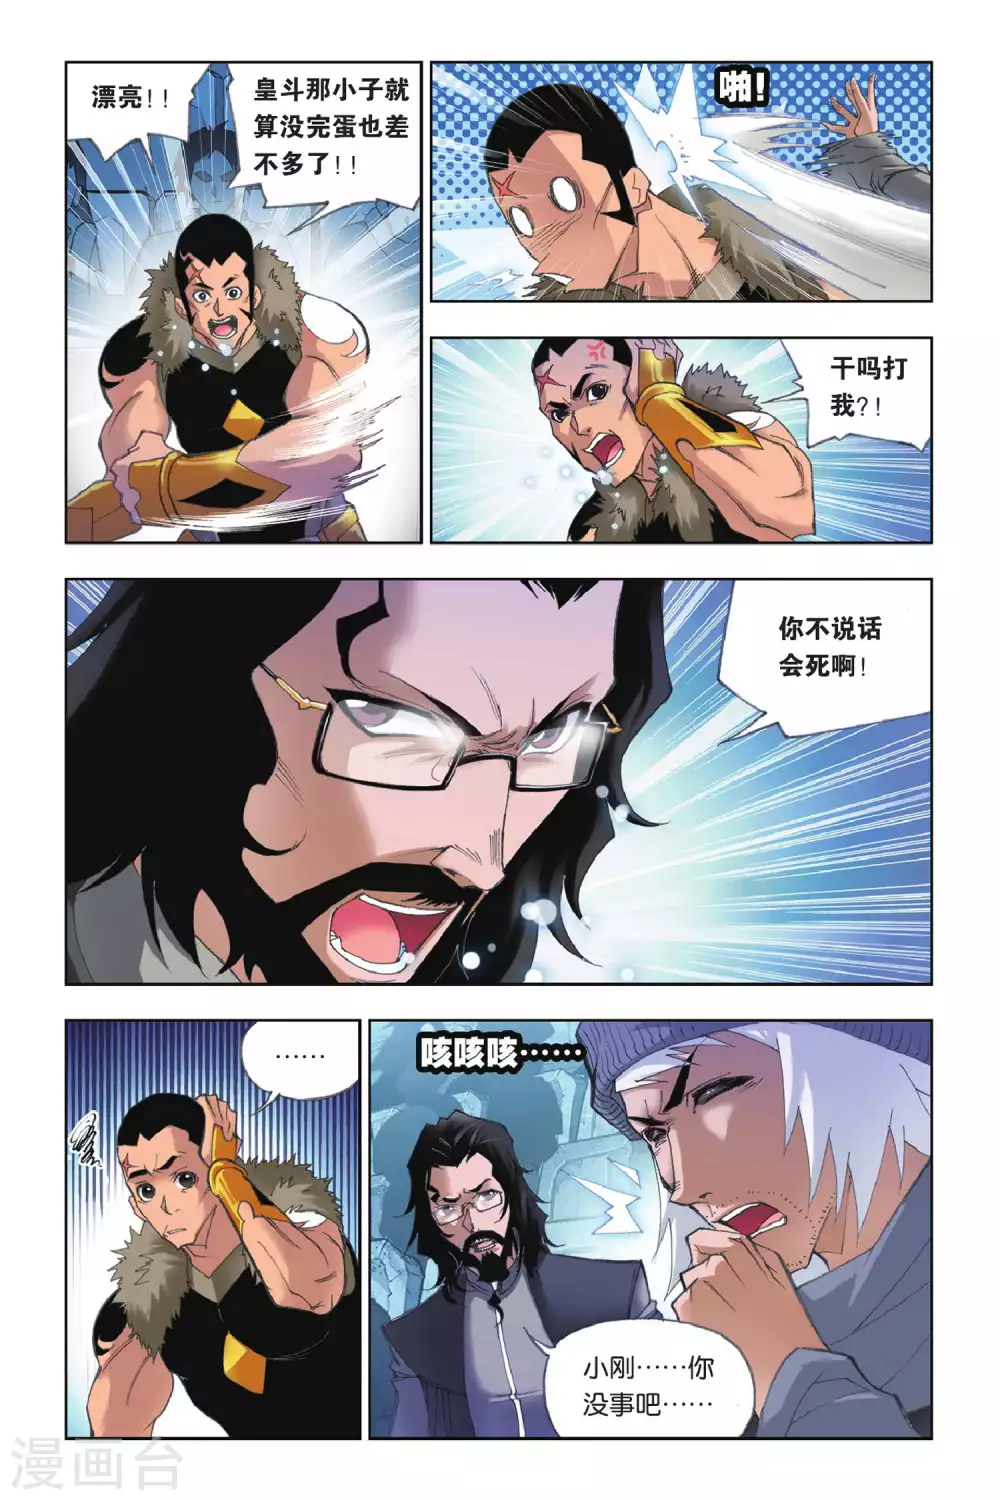 漂亮！！
皇斗那小子就
算没完蛋也差
不多了！！
啪！
干吗打
我？！
你不说话
会死啊！
……
咳咳咳……
小刚……你
没事吧……
漫画台